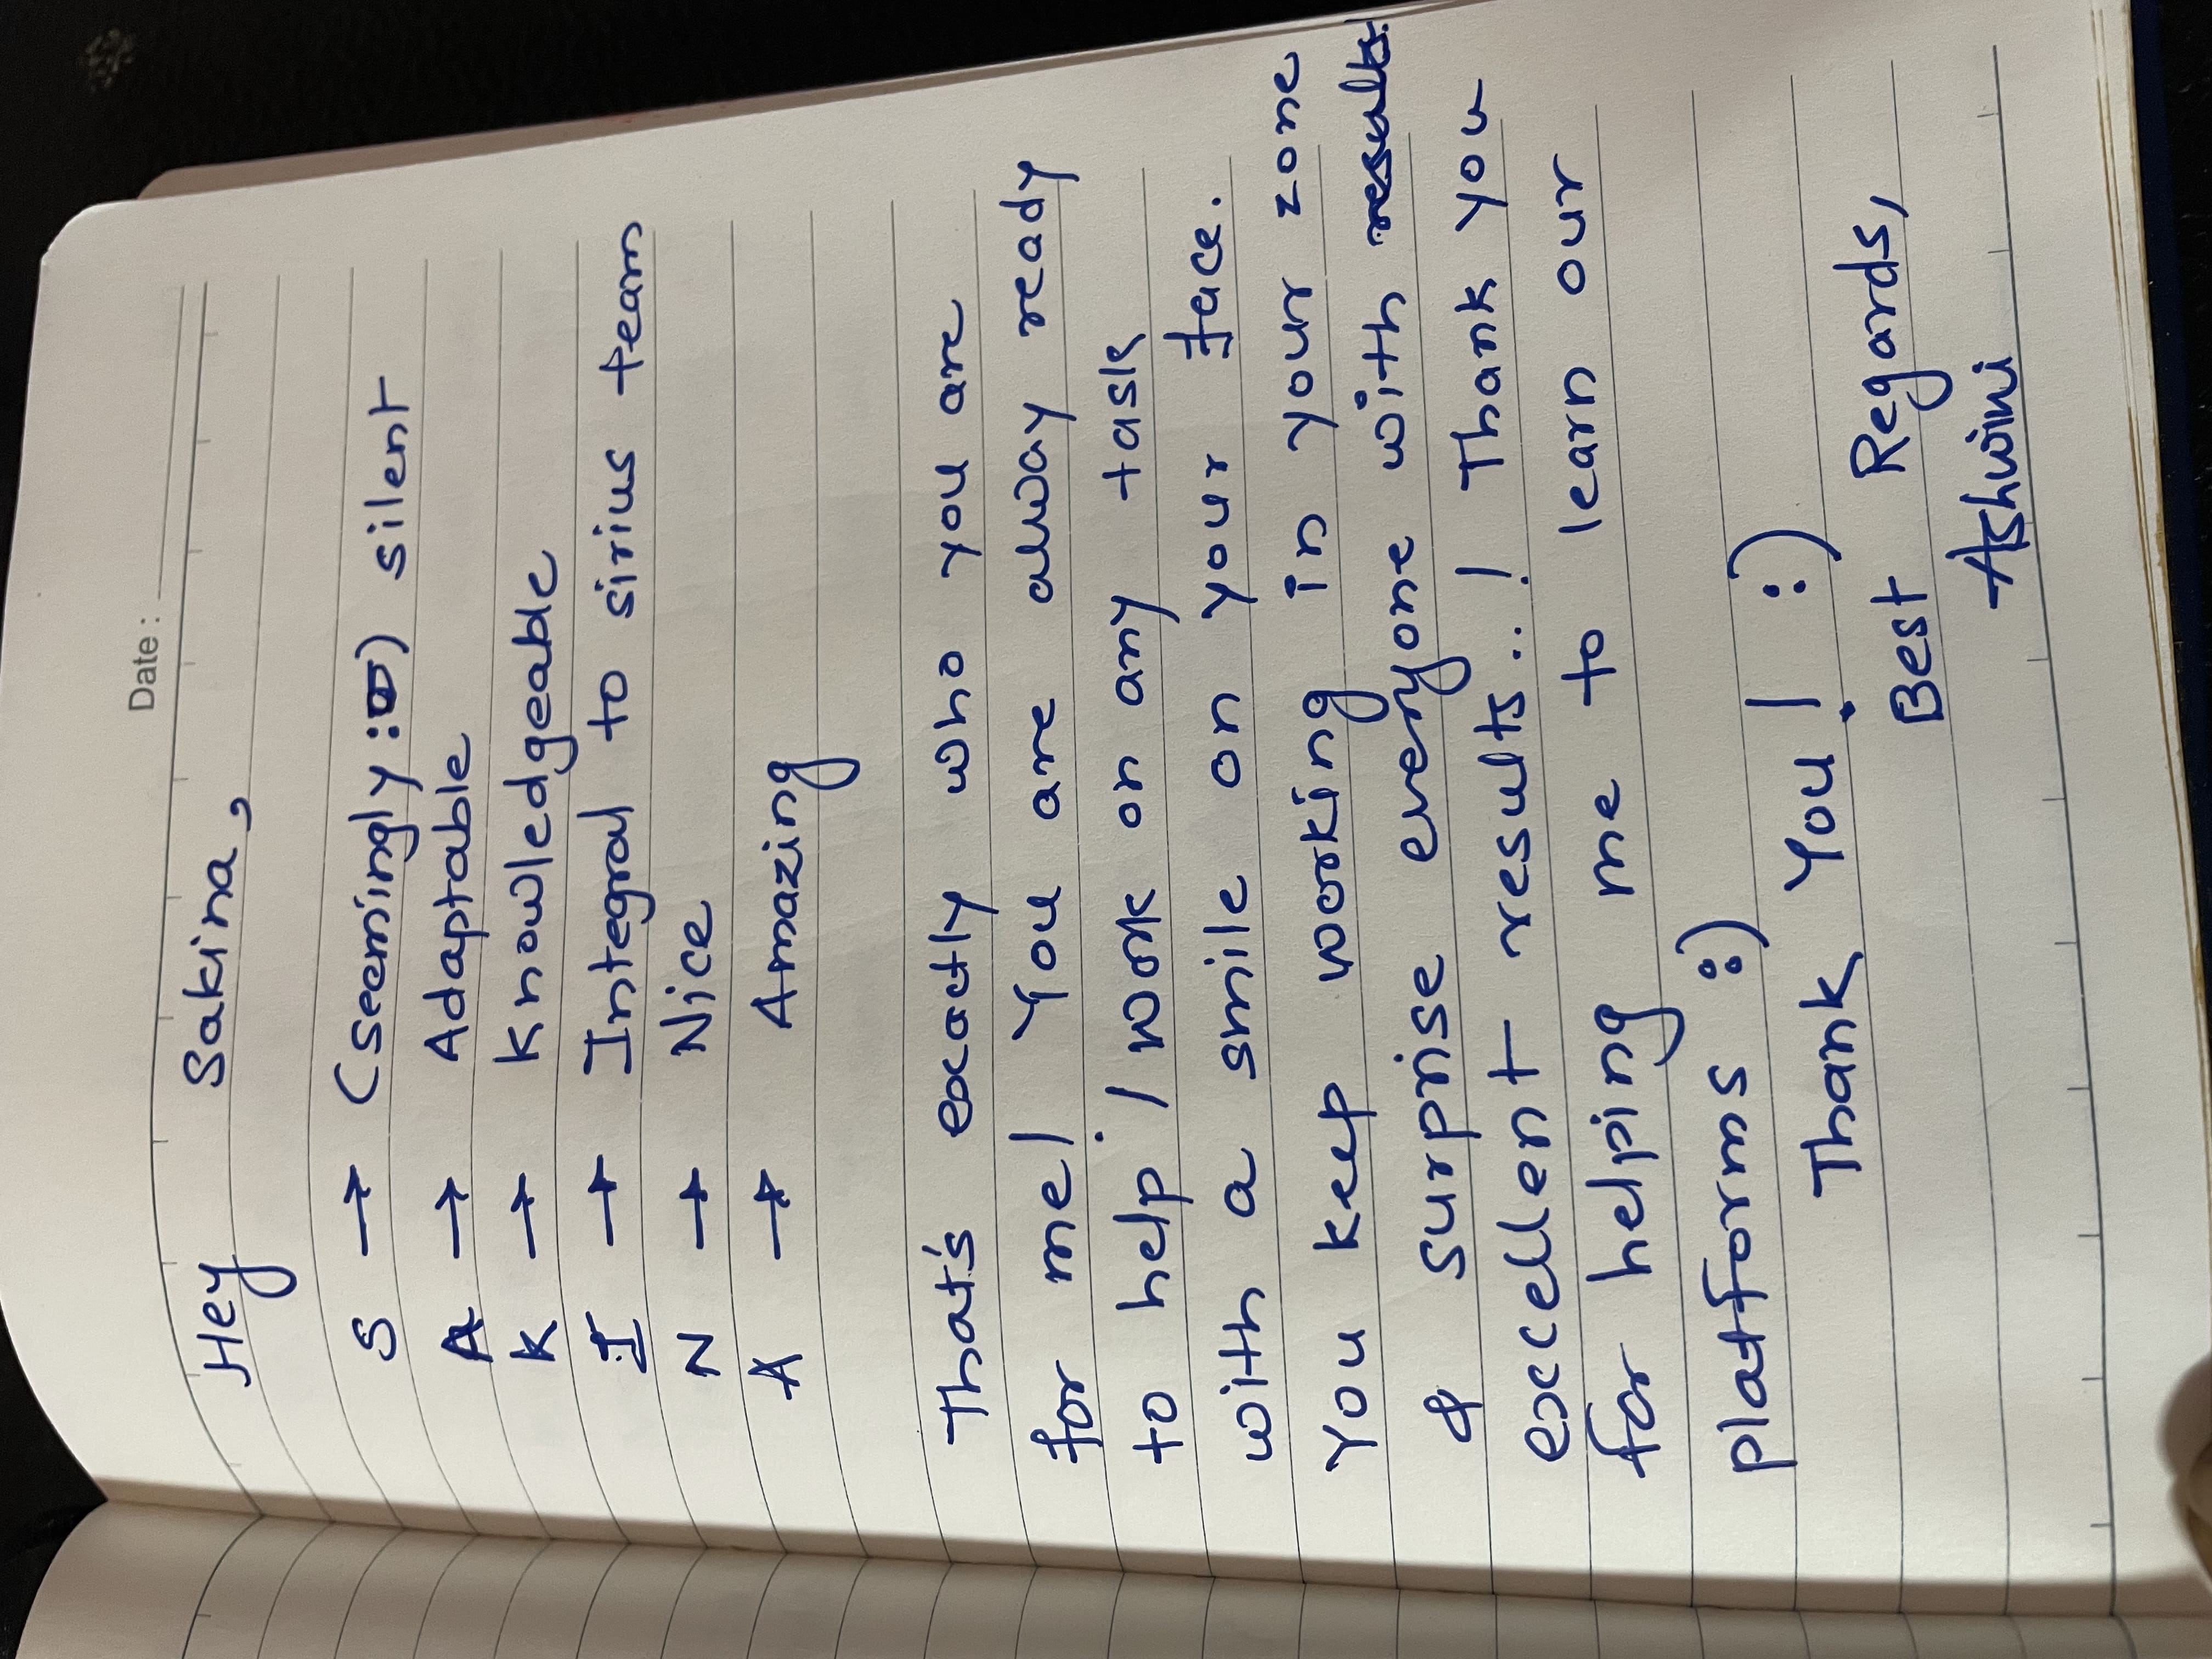 Date:
Hey Sakina,
S → (Seemingly :) silent
A → Adaptable
K → Knowledgeable
I → Integral to sirius team
N → Nice
A → Amazing
That's exactly who you are
for me! You are alway ready
to help / work on any task
with a smile on your face.
You keep working in your zone
& surprise everyone with results
excellent results..! Thank you
for helping me to learn our
platforms :)
Thank You! :)
Best Regards,
Ashwini